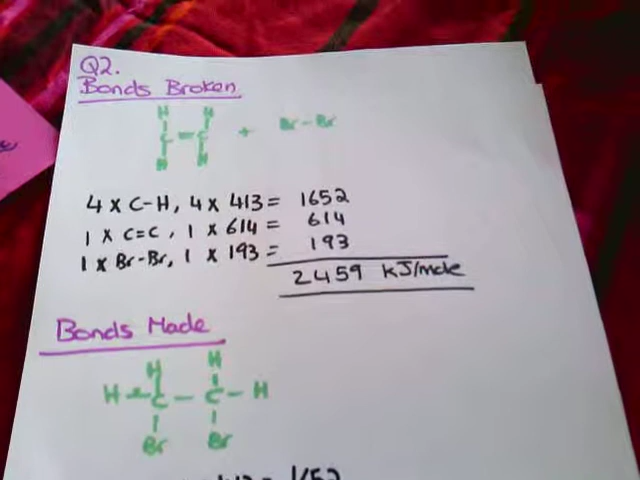 Q2.
Bonds Broken
H H
C = C + Br - Br
H H
4 x C-H, 4 x 413 = 1652
1 x C=C, 1 x 614 = 614
1 x Br-Br, 1 x 193 = 193
2459 kJ/mole
Bonds Made
H H
H - C - C - H
Br Br